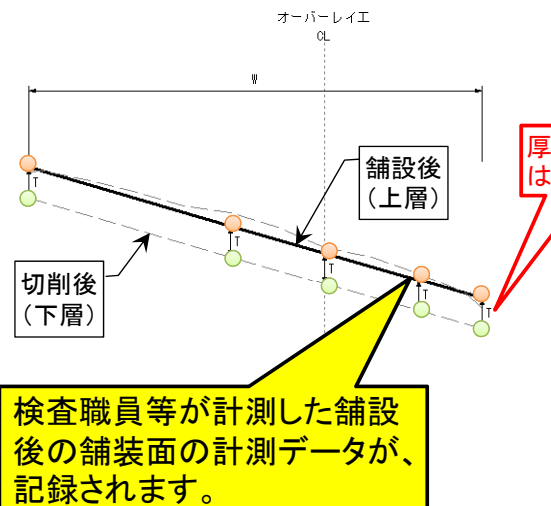 オーバーレイエ
CL
W
厚
は
舗設後
(上層)
T
T
T
T
T
切削後
(下層)
検査職員等が計測した舗設
後の舗装面の計測データが、
記録されます。